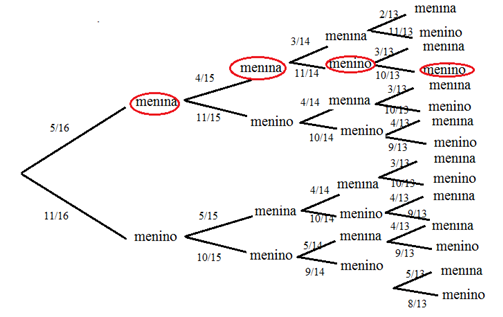 2/13 menina
3/14 menina 11/13 menino
3/13 menina
4/15 menina 11/14 menino 10/13 menino
3/13 menina
5/16 menina 4/14 menina 10/13 menino
11/15 menino 4/13 menina
10/14 menino 9/13 menino
3/13 menina
4/14 menina 10/13 menino
5/15 menina 4/13 menina
11/16 menino 10/14 menino 9/13 menino
5/14 menina 4/13 menina
10/15 menino 9/13 menino
9/14 menino
5/13 menina
8/13 menino